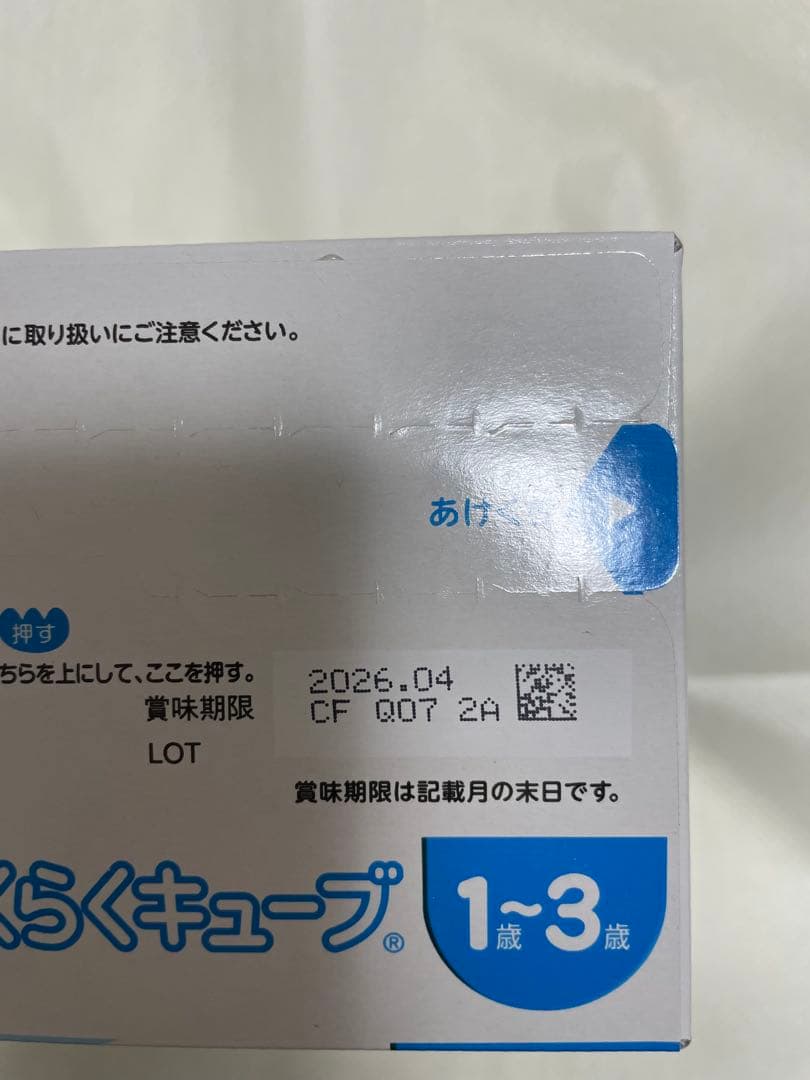 に取り扱いにご注意ください。
あけ
押す
ちらを上にして、ここを押す。
賞味期限 2026.04
LOT CF Q07 2A
賞味期限は記載月の末日です。
くらくキューブ®
1歳~3歳